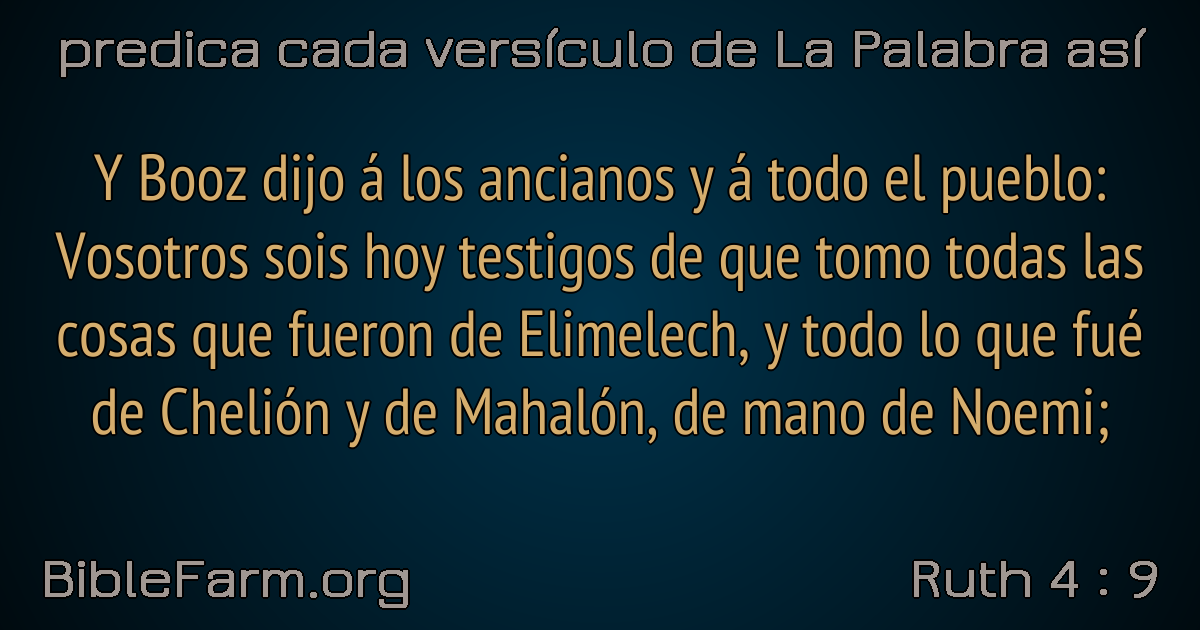 predica cada versículo de La Palabra así
Y Booz dijo á los ancianos y á todo el pueblo:
Vosotros sois hoy testigos de que tomo todas las
cosas que fueron de Elimelech, y todo lo que fué
de Chelión y de Mahalón, de mano de Noemi;
BibleFarm.org
Ruth 4 : 9